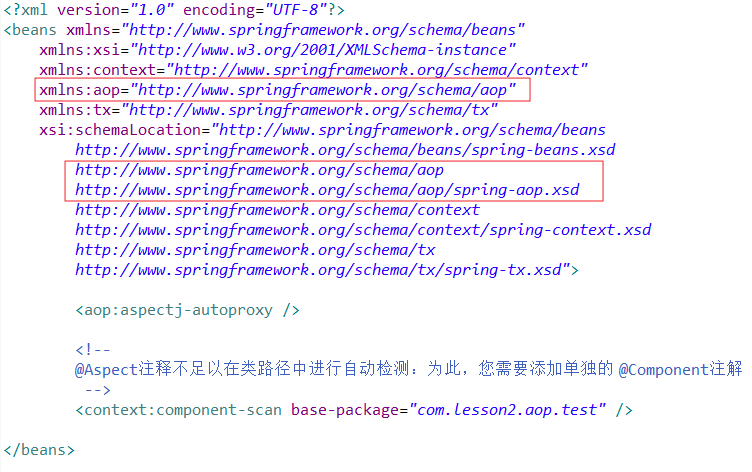 <?xml version="1.0" encoding="UTF-8"?>
<beans xmlns="http://www.springframework.org/schema/beans"
xmlns:xsi="http://www.w3.org/2001/XMLSchema-instance"
xmlns:context="http://www.springframework.org/schema/context"
xmlns:aop="http://www.springframework.org/schema/aop"
xmlns:tx="http://www.springframework.org/schema/tx"
xsi:schemaLocation="http://www.springframework.org/schema/beans
http://www.springframework.org/schema/beans/spring-beans.xsd
http://www.springframework.org/schema/aop
http://www.springframework.org/schema/aop/spring-aop.xsd
http://www.springframework.org/schema/context
http://www.springframework.org/schema/context/spring-context.xsd
http://www.springframework.org/schema/tx
http://www.springframework.org/schema/tx/spring-tx.xsd">
<aop:aspectj-autoproxy />
<!--
@Aspect注释不足以在类路径中进行自动检测：为此，您需要添加单独的 @Component注解
-->
<context:component-scan base-package="com.lesson2.aop.test" />
</beans>